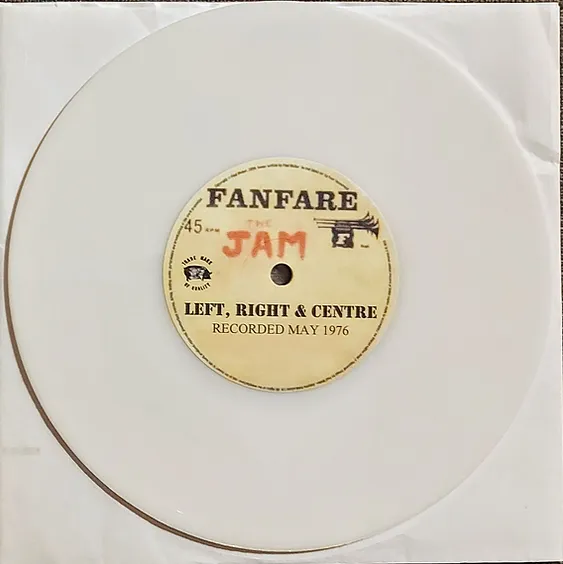 FANFARE
45 RPM
THE
JAM
F
TRADE MARK
OF QUALITY
LEFT, RIGHT & CENTRE
RECORDED MAY 1976